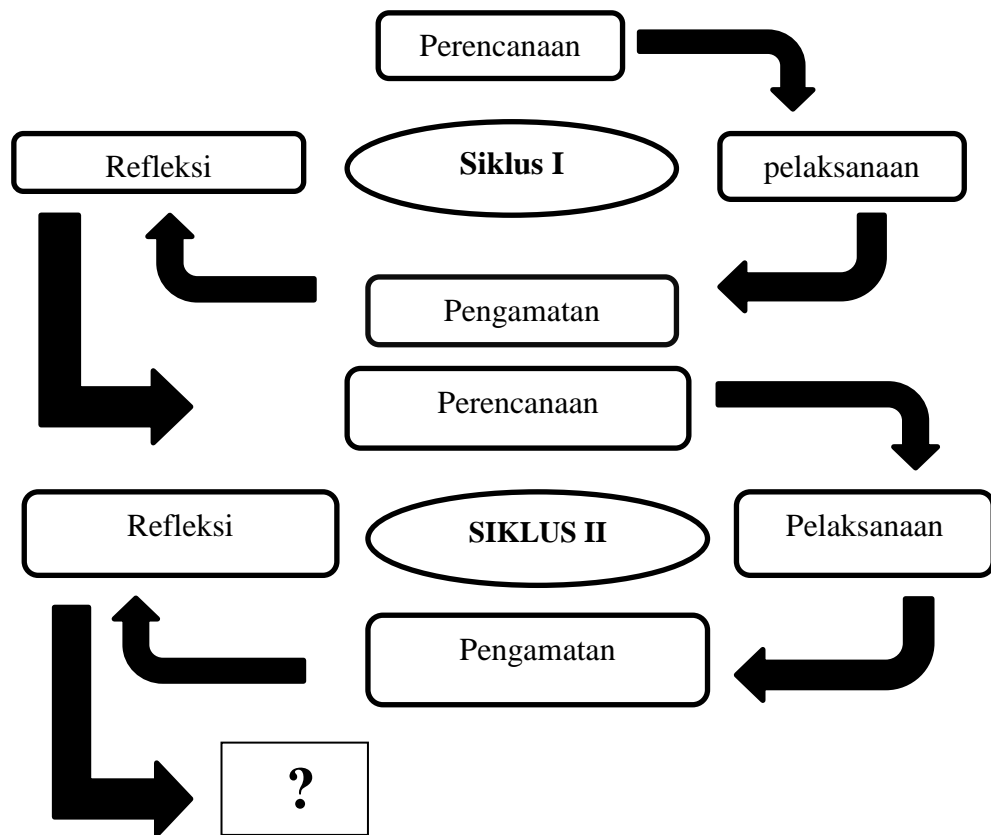 Perencanaan
Refleksi
Siklus I
pelaksanaan
Pengamatan
Perencanaan
Refleksi
SIKLUS II
Pelaksanaan
Pengamatan
?